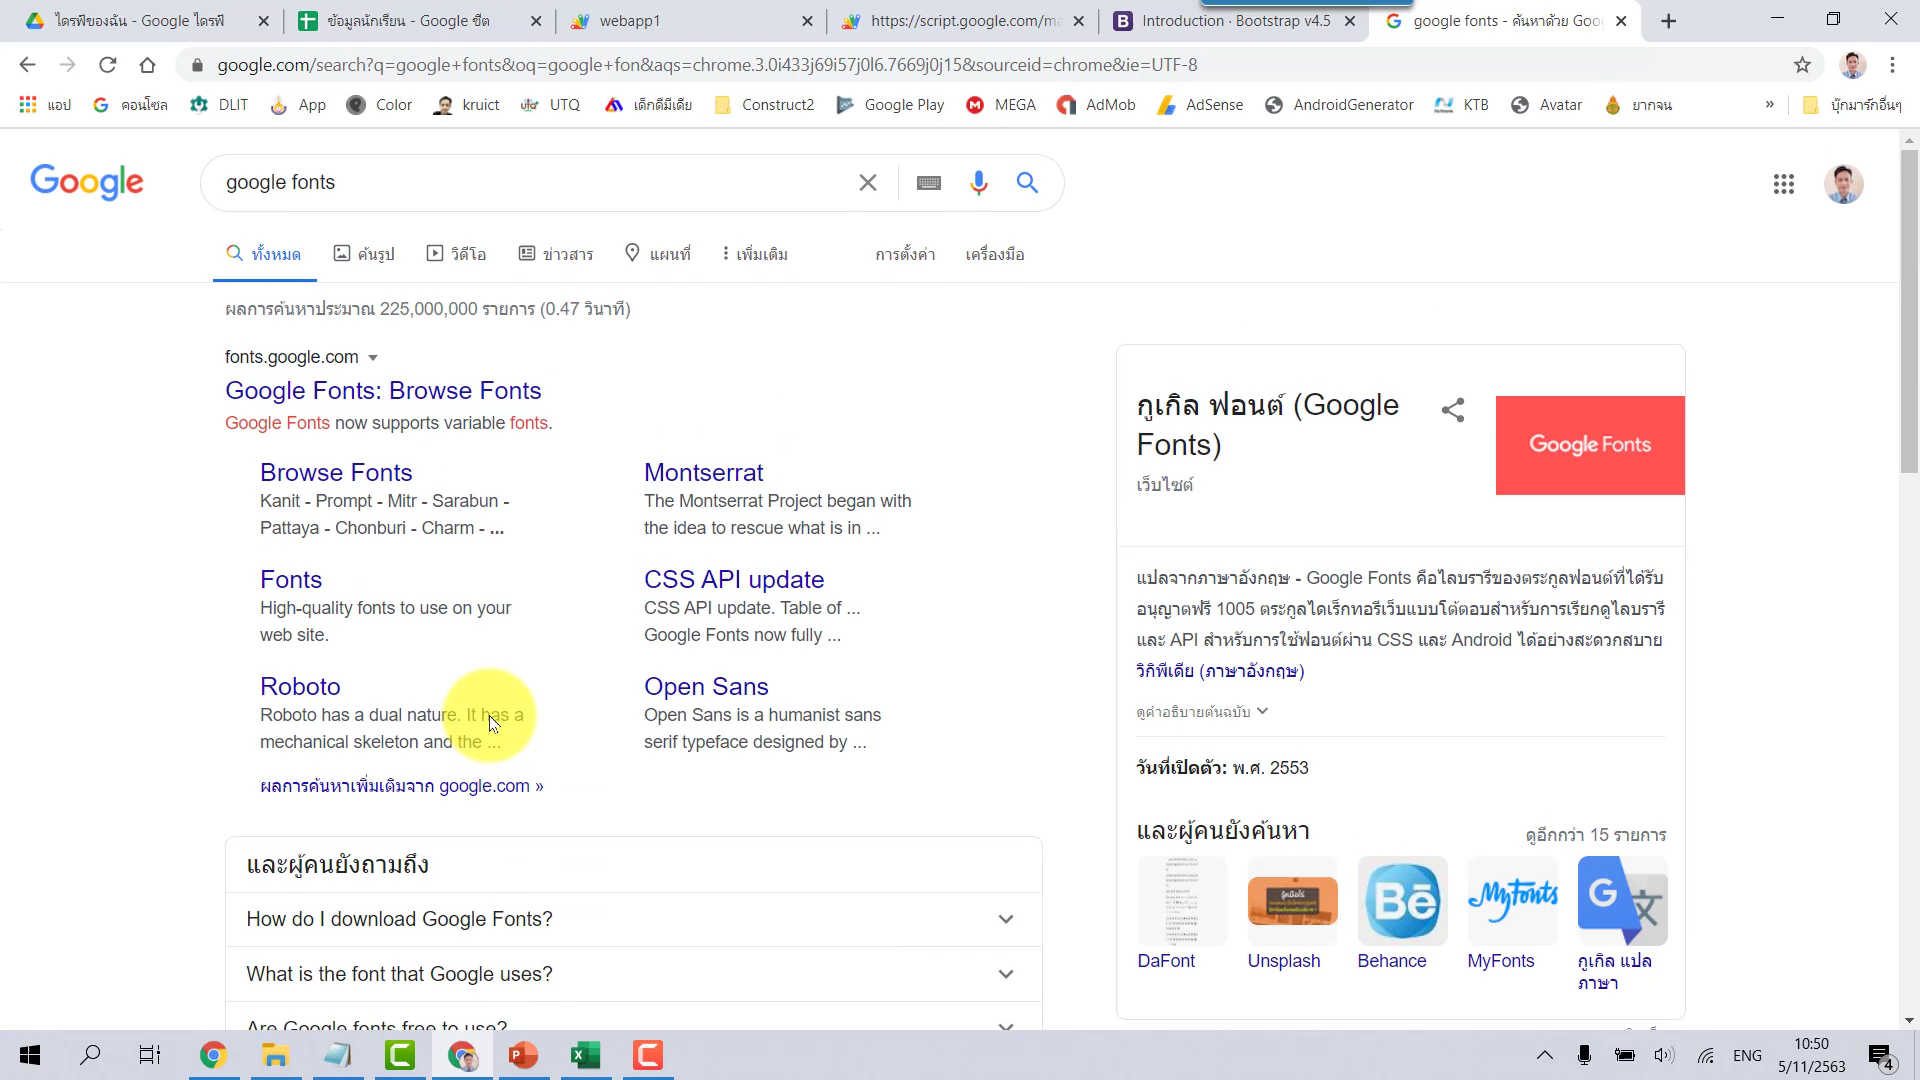 ไดรฟ์ของฉัน - Google ไดรฟ์
ข้อมูลนักเรียน - Google ชีต
webapp1
https://script.google.com/ma
Introduction · Bootstrap v4.5
google fonts - ค้นหาด้วย Goo
google.com/search?q=google+fonts&oq=google+fon&aqs=chrome.3.0i433j69i57j0l6.7669j0j15&sourceid=chrome&ie=UTF-8
แอป
คอนโซล
DLIT
App
Color
kruict
UTQ
เด็กดีมีเดีย
Construct2
Google Play
MEGA
AdMob
AdSense
AndroidGenerator
KTB
Avatar
ยากจน
»
บุ๊กมาร์กอื่นๆ
Google
google fonts
ทั้งหมด
ค้นรูป
วิดีโอ
ข่าวสาร
แผนที่
เพิ่มเติม
การตั้งค่า
เครื่องมือ
ผลการค้นหาประมาณ 225,000,000 รายการ (0.47 วินาที)
fonts.google.com
Google Fonts: Browse Fonts
Google Fonts now supports variable fonts.
Browse Fonts
Kanit - Prompt - Mitr - Sarabun -
Pattaya - Chonburi - Charm - ...
Montserrat
The Montserrat Project began with
the idea to rescue what is in ...
Fonts
High-quality fonts to use on your
web site.
CSS API update
CSS API update. Table of ...
Google Fonts now fully ...
Roboto
Roboto has a dual nature. It has a
mechanical skeleton and the ...
Open Sans
Open Sans is a humanist sans
serif typeface designed by ...
ผลการค้นหาเพิ่มเติมจาก google.com »
และผู้คนยังถามถึง
How do I download Google Fonts?
What is the font that Google uses?
Are Google fonts free to use?
กูเกิล ฟอนต์ (Google
Fonts)
เว็บไซต์
Google Fonts
แปลจากภาษาอังกฤษ - Google Fonts คือไลบรารีของตระกูลฟอนต์ที่ได้รับ
อนุญาตฟรี 1005 ตระกูลไดเร็กทอรีเว็บแบบโต้ตอบสำหรับการเรียกดูไลบรารี
และ API สำหรับการใช้ฟอนต์ผ่าน CSS และ Android ได้อย่างสะดวกสบาย
วิกิพีเดีย (ภาษาอังกฤษ)
ดูคำอธิบายต้นฉบับ
วันที่เปิดตัว: พ.ศ. 2553
และผู้คนยังค้นหา
ดูอีกกว่า 15 รายการ
Bē
MyFonts
G
DaFont
Unsplash
Behance
MyFonts
กูเกิล แปล
ภาษา
ENG
10:50
5/11/2563
4